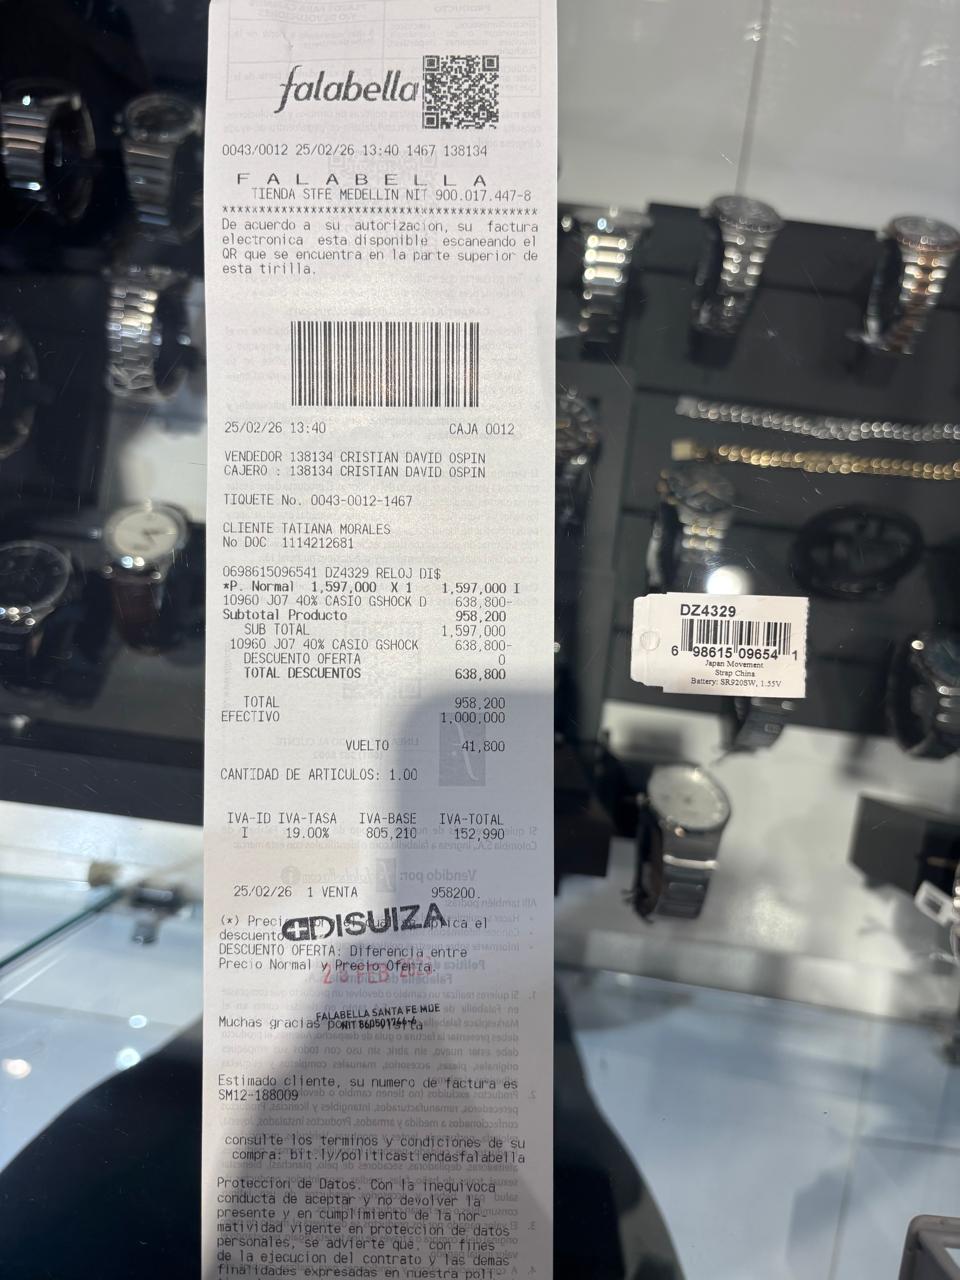 falabella
0043/0012 25/02/26 13:40 1467 138134
F A L A B E L L A
TIENDA STFE MEDELLIN NIT 900.017.447-8
****************************************
De acuerdo a su autorizacion, su factura
electronica esta disponible escaneando el
QR que se encuentra en la parte superior de
esta tirilla.
25/02/26 13:40 CAJA 0012
VENDEDOR 138134 CRISTIAN DAVID OSPIN
CAJERO : 138134 CRISTIAN DAVID OSPIN
TIQUETE No. 0043-0012-1467
CLIENTE TATIANA MORALES
No DOC 1114212681
0698615096541 DZ4329 RELOJ DI$
*P. Normal 1,597,000 X 1 1,597,000 I
10960 J07 40% CASIO GSHOCK D 638,800-
Subtotal Producto 958,200
SUB TOTAL 1,597,000
10960 J07 40% CASIO GSHOCK 638,800-
DESCUENTO OFERTA 0
TOTAL DESCUENTOS 638,800
TOTAL 958,200
EFECTIVO 1,000,000
VUELTO 41,800
CANTIDAD DE ARTICULOS: 1.00
IVA-ID IVA-TASA IVA-BASE IVA-TOTAL
I 19.00% 805,210 152,990
25/02/26 1 VENTA 958200.
(*) Preci el aplica el
descuento
DISUIZA
DESCUENTO OFERTA: Diferencia entre
Precio Normal y Precio Oferta.
FEB
FALABELLA SANTA FE MDE
Muchas gracias
Estimado cliente, su numero de factura es
SM12-188009
consulte los terminos y condiciones de su
compra: bit.ly/politicastiendasfalabella
Proteccion de Datos. Con la inequivoca
conducta de aceptar y no devolver la
presente y en cumplimiento de la nor-
matividad vigente en proteccion de datos
personales, se advierte que, con fines
de la ejecucion del contrato y las demas
finalidades expresadas en nuestra poli-
DZ4329
6 98615 09654 1
Japan Movement
Strap China
Battery: SR920SW, 1.55V